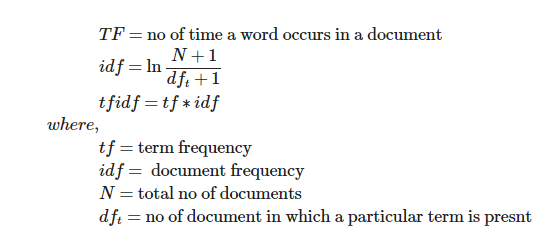 TF = no of time a word occurs in a document
idf = ln N + 1 / df_t + 1
tfidf = tf * idf
where,
tf = term frequency
idf = document frequency
N = total no of documents
df_t = no of document in which a particular term is presnt